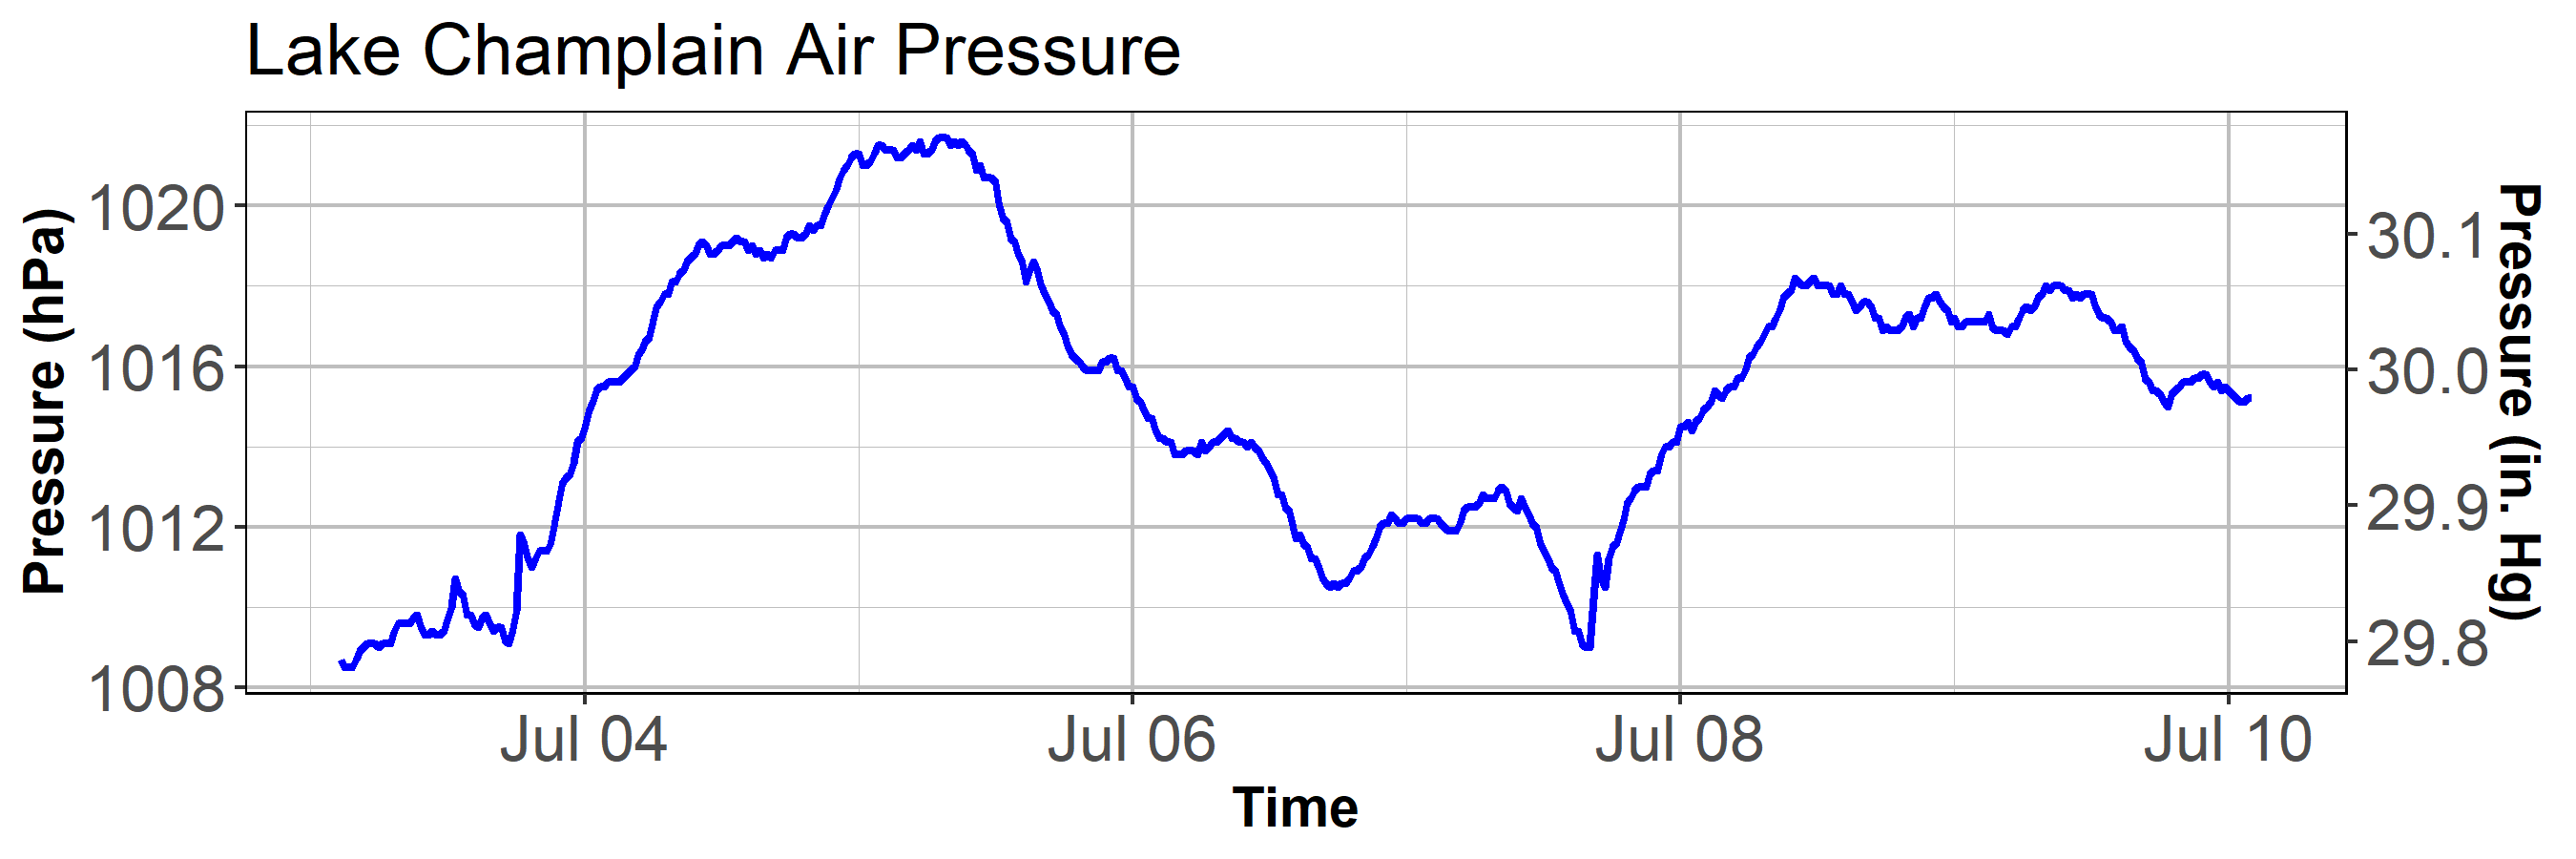 Lake Champlain Air Pressure
Pressure (hPa)
1020
1016
1012
1008
30.1
30.0
29.9
29.8
Pressure (in. Hg)
Jul 04 Jul 06 Jul 08 Jul 10
Time